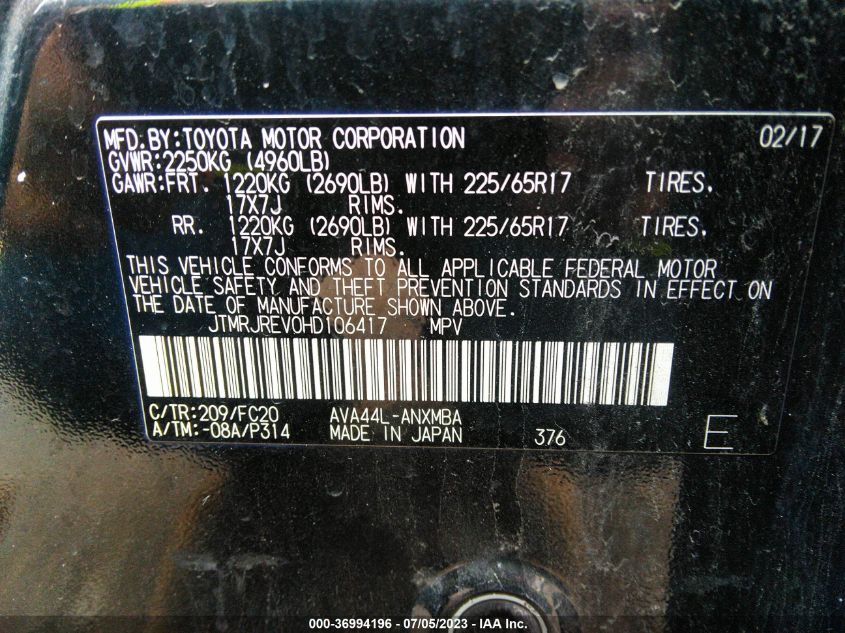 MFD.BY:TOYOTA MOTOR CORPORATION 02/17
GVWR:2250KG (4960LB)
GAWR:FRT. 1220KG (2690LB) WITH 225/65R17 TIRES.
17X7J RIMS.
RR. 1220KG (2690LB) WITH 225/65R17 TIRES.
17X7J RIMS.
THIS VEHICLE CONFORMS TO ALL APPLICABLE FEDERAL MOTOR
VEHICLE SAFETY AND THEFT PREVENTION STANDARDS IN EFFECT ON
THE DATE OF MANUFACTURE SHOWN ABOVE.
JTMRJREV0HD106417 MPV
C/TR:209/FC20 AVA44L-ANXMBA
A/TM:-08A/P314 MADE IN JAPAN 376 E
000-36994196 - 07/05/2023 - IAA Inc.